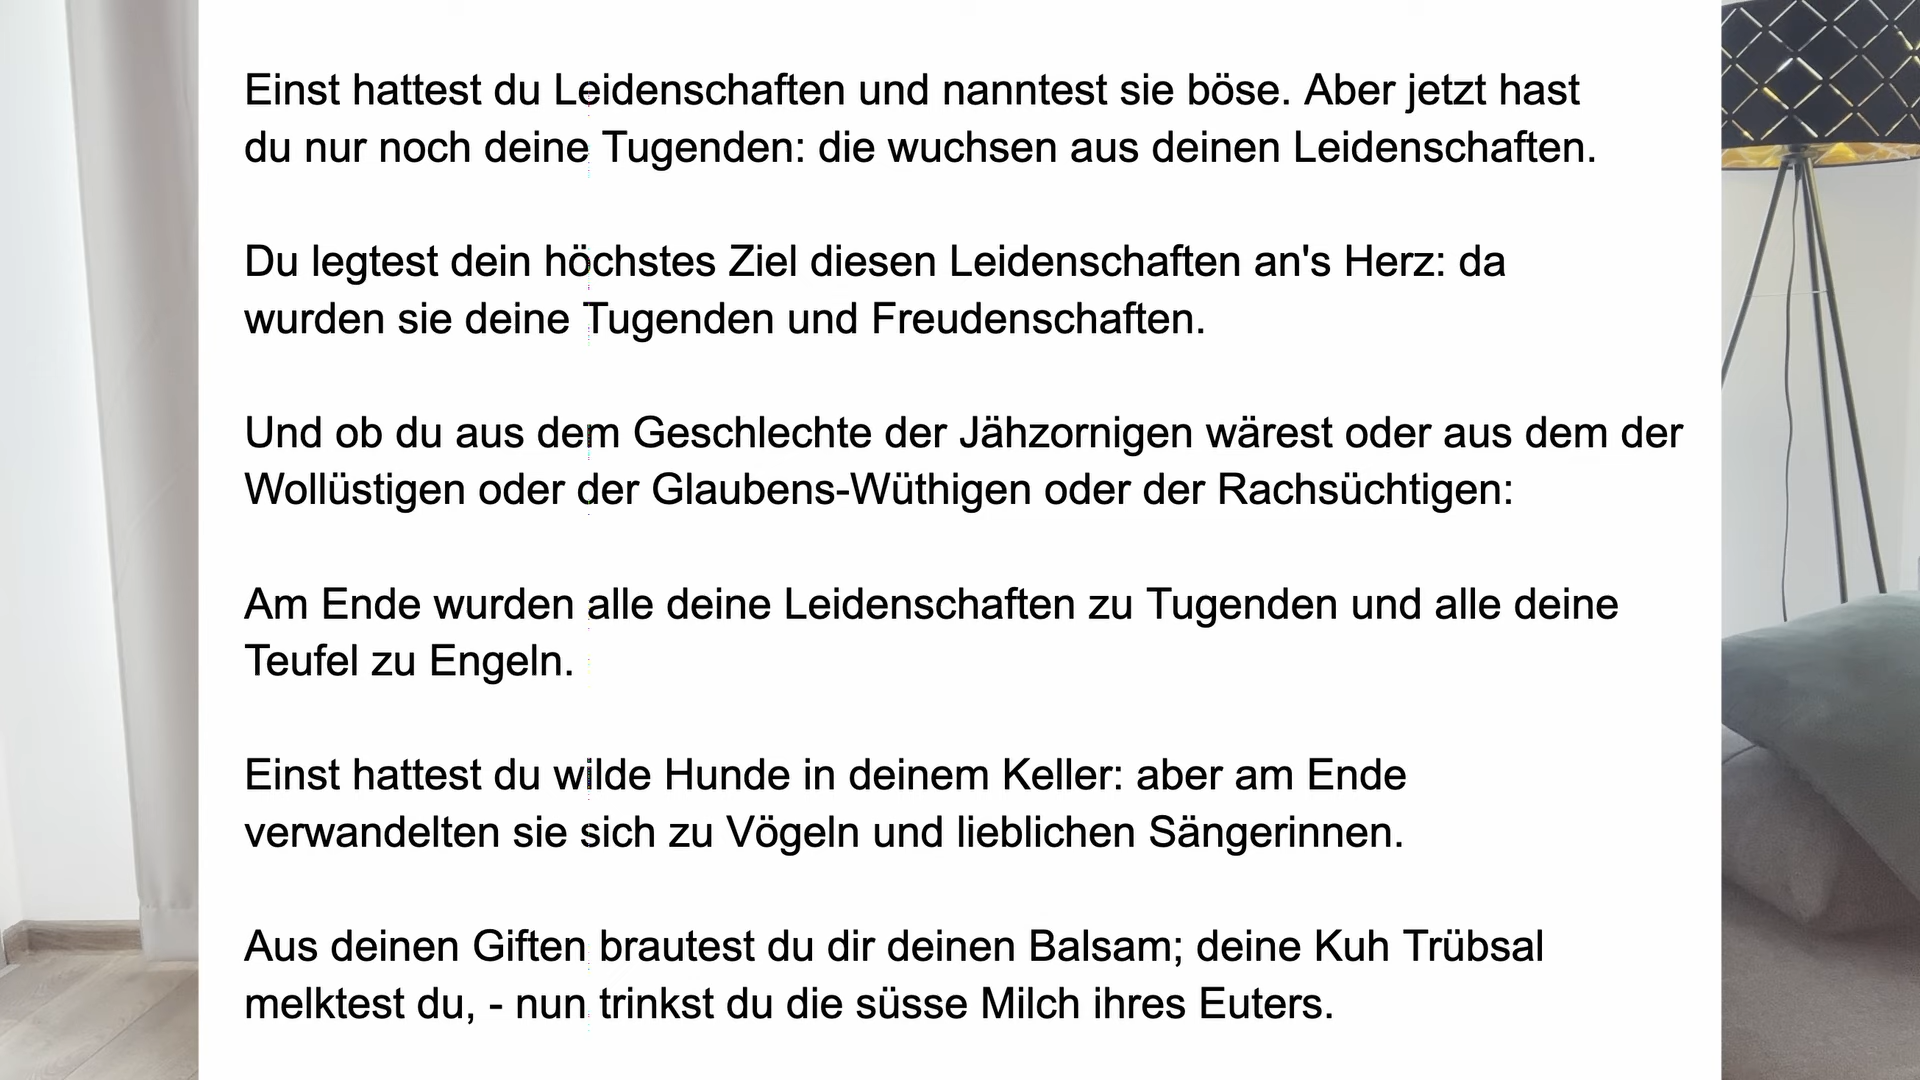 Einst hattest du Leidenschaften und nanntest sie böse. Aber jetzt hast
du nur noch deine Tugenden: die wuchsen aus deinen Leidenschaften.
Du legtest dein höchstes Ziel diesen Leidenschaften an's Herz: da
wurden sie deine Tugenden und Freudenschaften.
Und ob du aus dem Geschlechte der Jähzornigen wärest oder aus dem der
Wollüstigen oder der Glaubens-Wüthigen oder der Rachsüchtigen:
Am Ende wurden alle deine Leidenschaften zu Tugenden und alle deine
Teufel zu Engeln.
Einst hattest du wilde Hunde in deinem Keller: aber am Ende
verwandelten sie sich zu Vögeln und lieblichen Sängerinnen.
Aus deinen Giften brautest du dir deinen Balsam; deine Kuh Trübsal
melktest du, - nun trinkst du die süsse Milch ihres Euters.